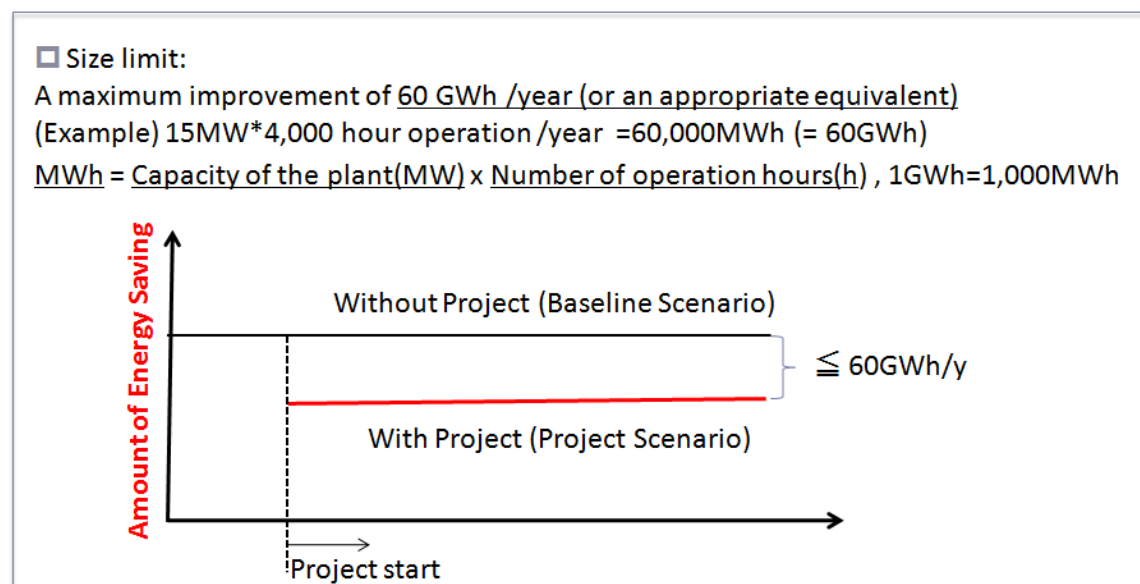 □ Size limit:
A maximum improvement of 60 GWh /year (or an appropriate equivalent)
(Example) 15MW*4,000 hour operation /year =60,000MWh (= 60GWh)
MWh = Capacity of the plant(MW) x Number of operation hours(h) , 1GWh=1,000MWh
Amount of Energy Saving
Without Project (Baseline Scenario)
≦ 60GWh/y
With Project (Project Scenario)
Project start